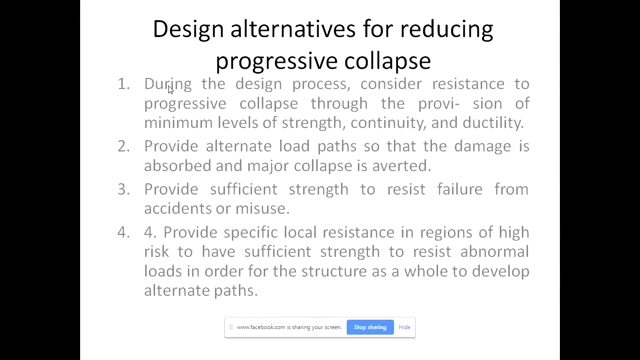 Design alternatives for reducing
progressive collapse
1. During the design process, consider resistance to
progressive collapse through the provi- sion of
minimum levels of strength, continuity, and ductility.
2. Provide alternate load paths so that the damage is
absorbed and major collapse is averted.
3. Provide sufficient strength to resist failure from
accidents or misuse.
4. 4. Provide specific local resistance in regions of high
risk to have sufficient strength to resist abnormal
loads in order for the structure as a whole to develop
alternate paths.
www.facebook.com is sharing your screen. Stop sharing Hide